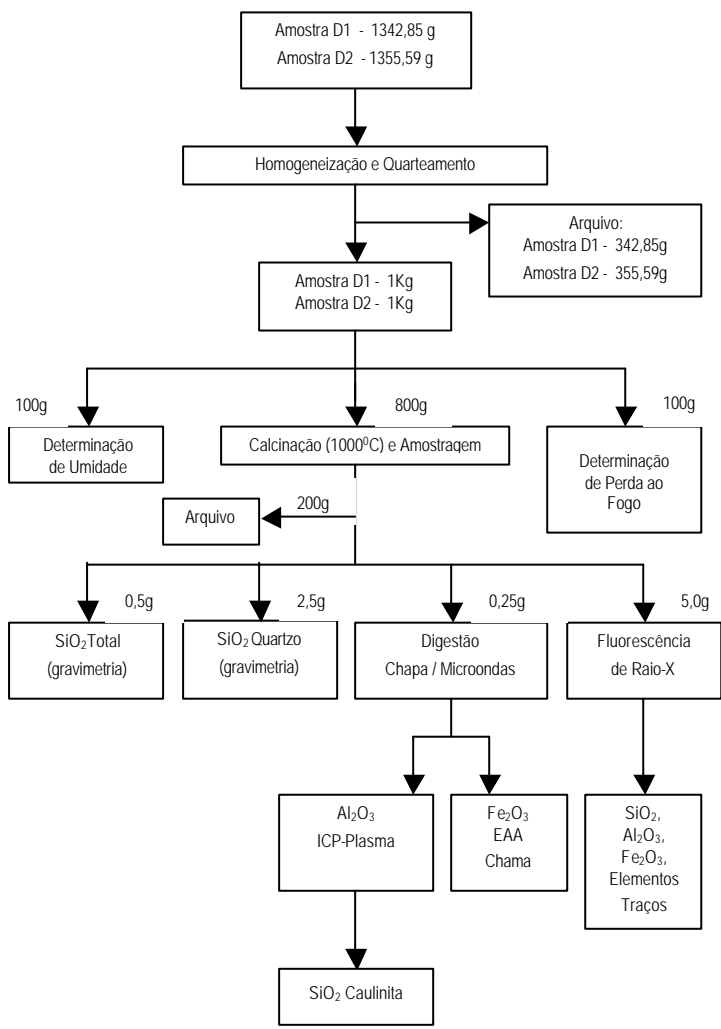 Amostra D1 - 1342,85 g
Amostra D2 - 1355,59 g
Homogeneização e Quarteamento
Arquivo:
Amostra D1 - 342,85g
Amostra D2 - 355,59g
Amostra D1 - 1Kg
Amostra D2 - 1Kg
100g
800g
100g
Determinação
de Umidade
Calcinação (1000⁰C) e Amostragem
Determinação
de Perda ao
Fogo
Arquivo
200g
0,5g
2,5g
0,25g
5,0g
SiO₂Total
(gravimetria)
SiO₂ Quartzo
(gravimetria)
Digestão
Chapa / Microondas
Fluorescência
de Raio-X
Al₂O₃
ICP-Plasma
Fe₂O₃
EAA
Chama
SiO₂,
Al₂O₃,
Fe₂O₃,
Elementos
Traços
SiO₂ Caulinita